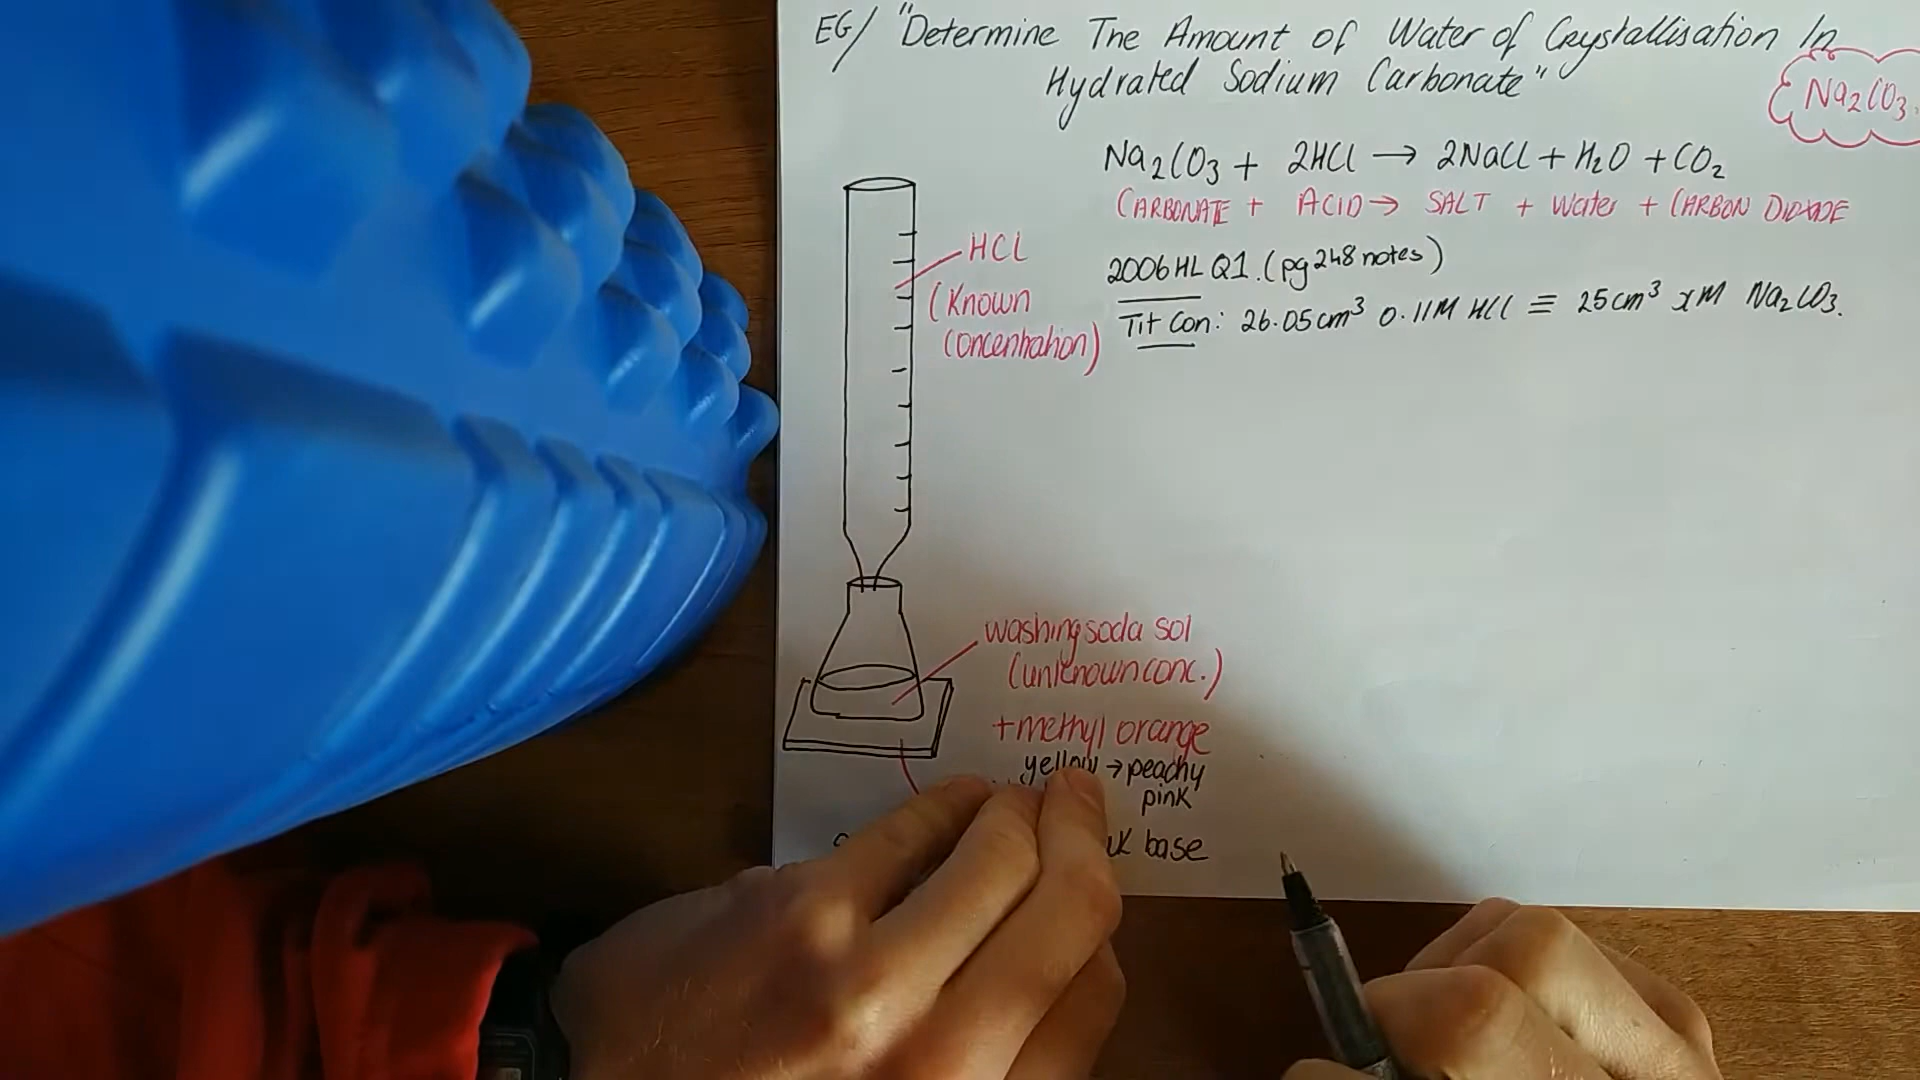 EG/ "Determine The Amount of Water of Crystallisation In
Hydrated Sodium Carbonate"
Na2CO3.
Na2CO3 + 2HCl → 2NaCl + H2O + CO2
CARBONATE + ACID → SALT + Water + CARBON DIOXIDE
2006 HL Q1. (pg 248 notes)
Tit Con: 26.05cm³ 0.11M HCl ≡ 25cm³ xM Na2CO3.
HCl
(Known
Concentration)
washing soda sol
(unknown conc.)
+methyl orange
yellow → peachy
pink
base